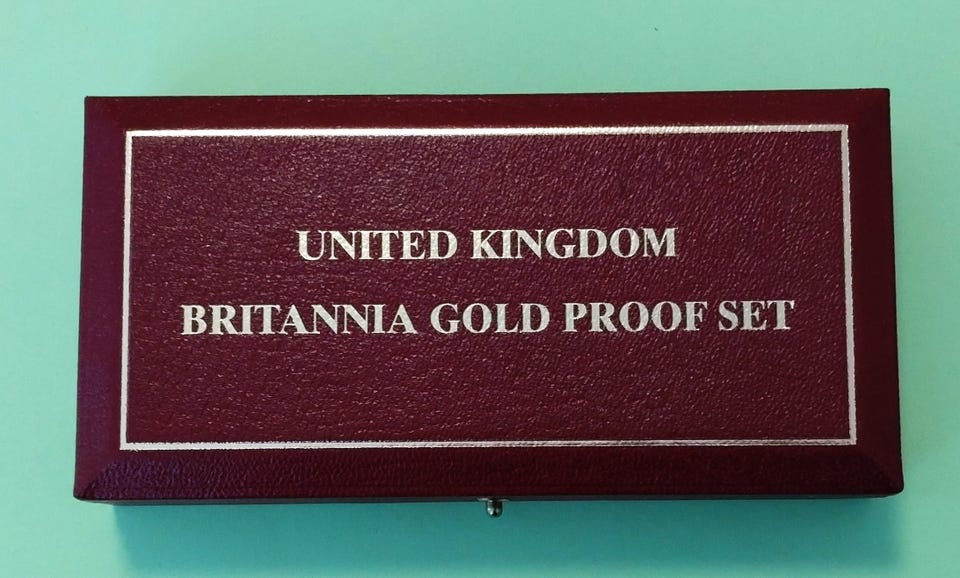 UNITED KINGDOM
BRITANNIA GOLD PROOF SET